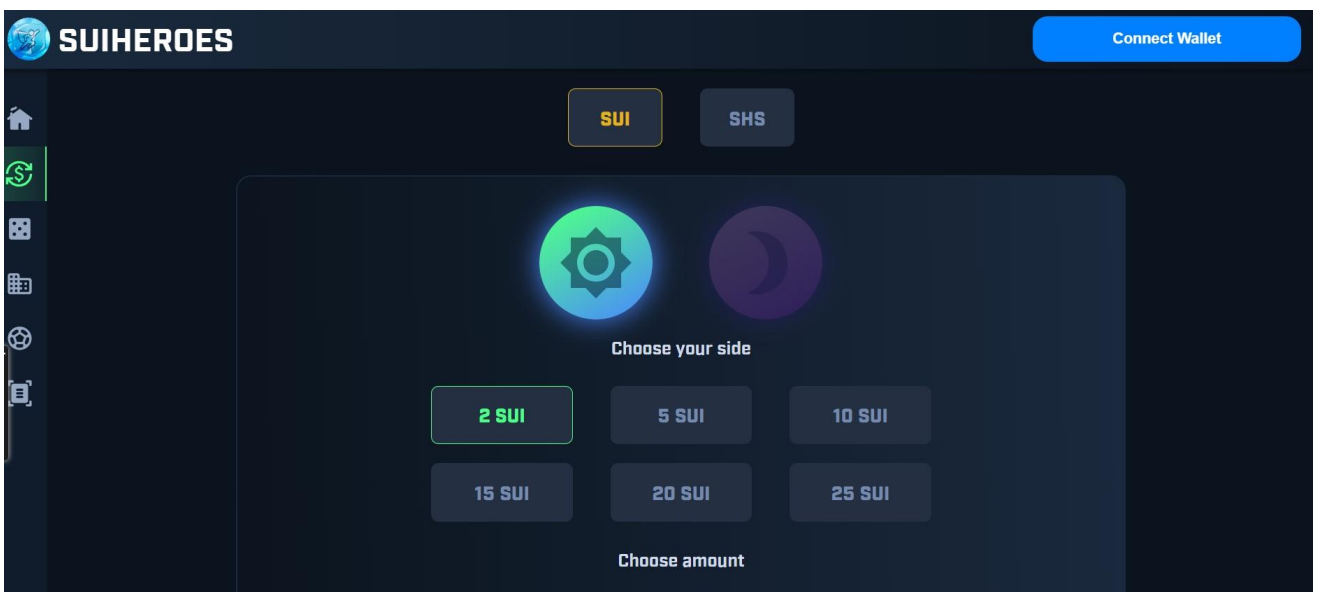 SUIHEROES
Connect Wallet
SUI SHS
Choose your side
2 SUI 5 SUI 10 SUI
15 SUI 20 SUI 25 SUI
Choose amount